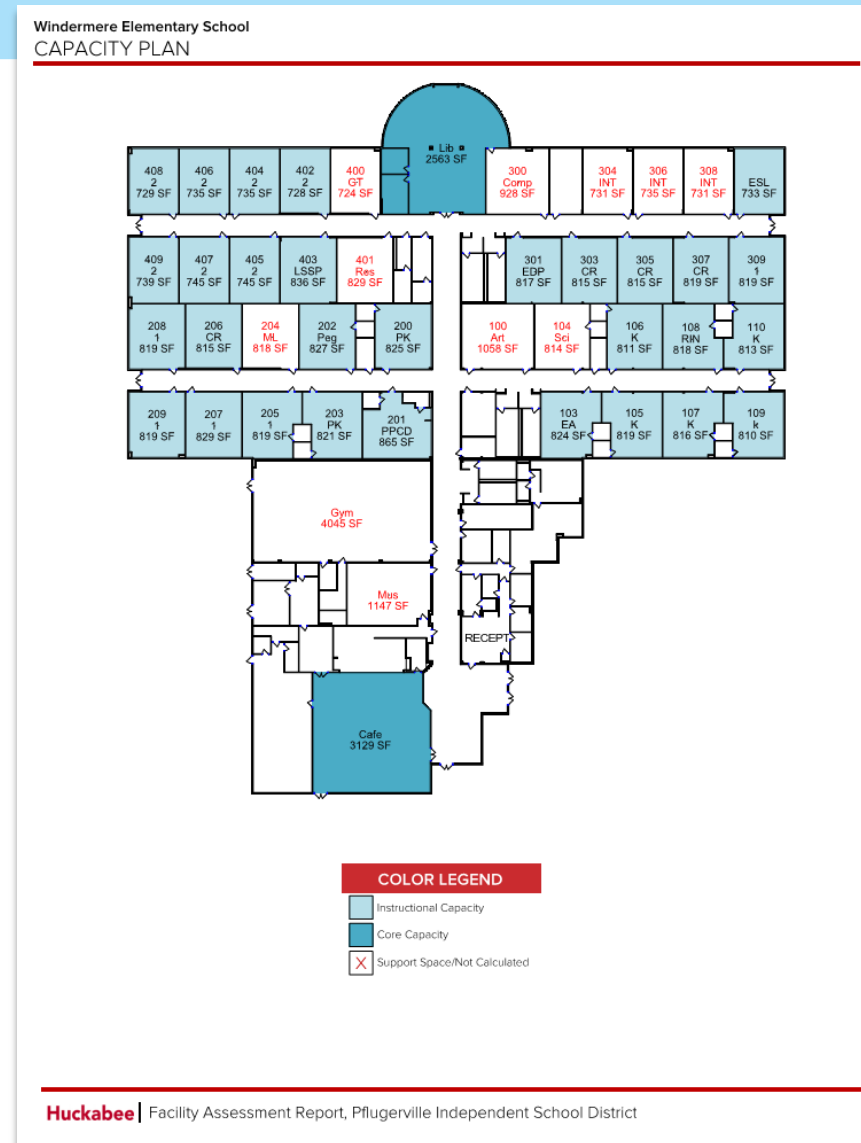 Windermere Elementary School
CAPACITY PLAN
Lib
2563 SF
408
2
729 SF
406
2
735 SF
404
2
735 SF
402
2
728 SF
400
GT
724 SF
300
Comp
928 SF
304
INT
731 SF
306
INT
735 SF
308
INT
731 SF
ESL
733 SF
409
2
739 SF
407
2
745 SF
405
2
745 SF
403
LSSP
836 SF
401
Res
829 SF
301
EDP
817 SF
303
CR
815 SF
305
CR
815 SF
307
CR
819 SF
309
1
819 SF
208
1
819 SF
206
CR
815 SF
204
ML
818 SF
202
Peg
827 SF
200
PK
825 SF
100
Art
1058 SF
104
Sci
814 SF
106
K
811 SF
108
RIN
818 SF
110
K
813 SF
209
1
819 SF
207
1
829 SF
205
1
819 SF
203
PK
821 SF
201
PPCD
865 SF
103
EA
824 SF
105
K
819 SF
107
K
816 SF
109
k
810 SF
Gym
4045 SF
Mus
1147 SF
RECEPT
Cafe
3129 SF
COLOR LEGEND
Instructional Capacity
Core Capacity
X Support Space/Not Calculated
Huckabee | Facility Assessment Report, Pflugerville Independent School District